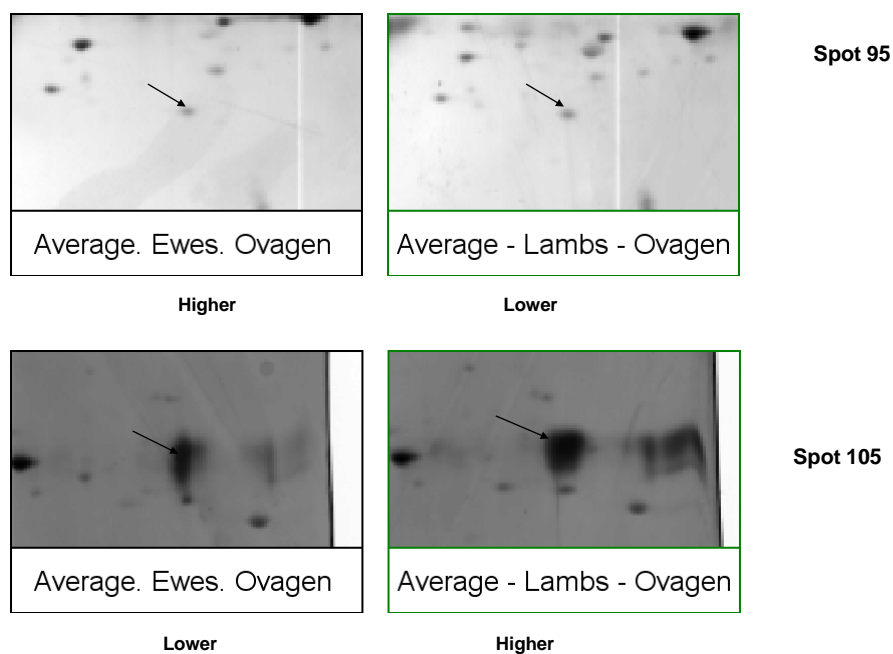 Spot 95
Average. Ewes. Ovagen
Average - Lambs - Ovagen
Higher
Lower
Spot 105
Average. Ewes. Ovagen
Average - Lambs - Ovagen
Lower
Higher